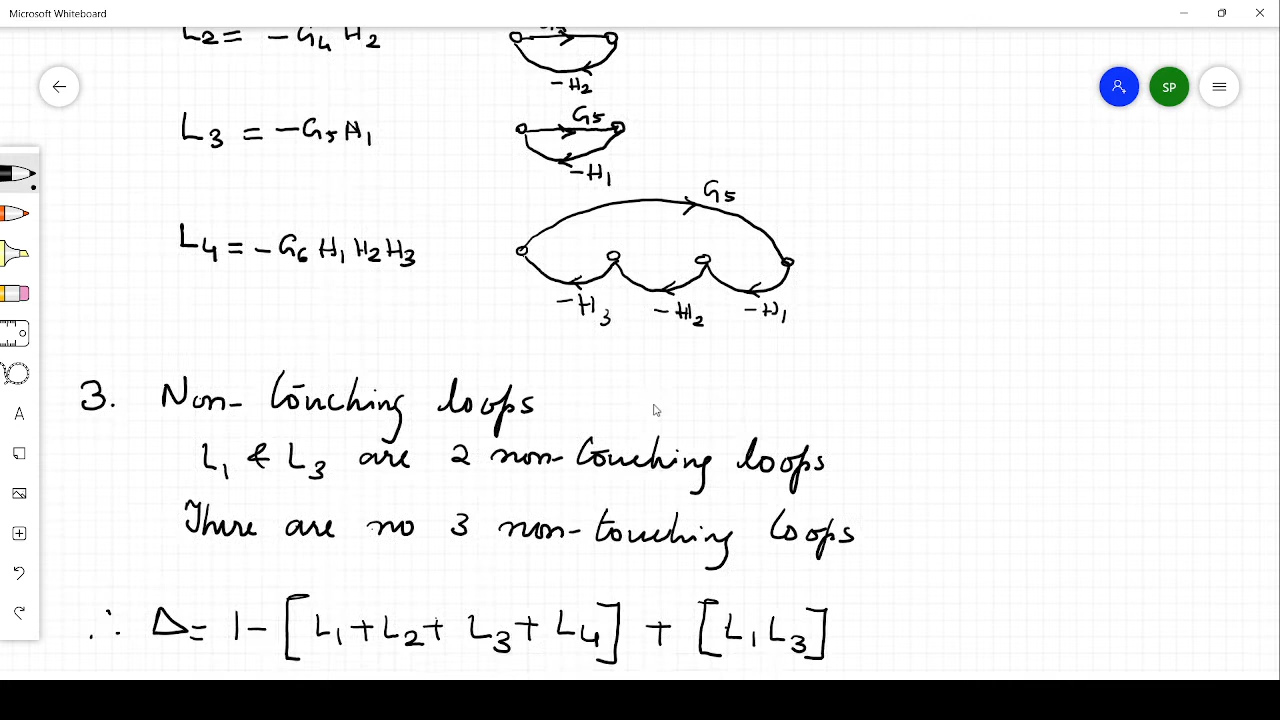 Microsoft Whiteboard
L2 = -G4 H2
-H2
SP
G5
L3 = -G5 H1
-H1
G5
L4 = -G6 H1 H2 H3
-H3 -H2 -H1
3. Non-touching loops
L1 & L3 are 2 non-touching loops
There are no 3 non-touching loops
∴ Δ = 1 - [L1 + L2 + L3 + L4] + [L1 L3]